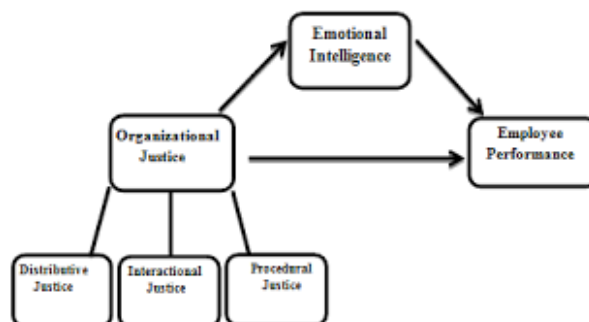 Emotional
Intelligence
Organizational
Justice
Employee
Performance
Distributive
Justice
Interactional
Justice
Procedural
Justice